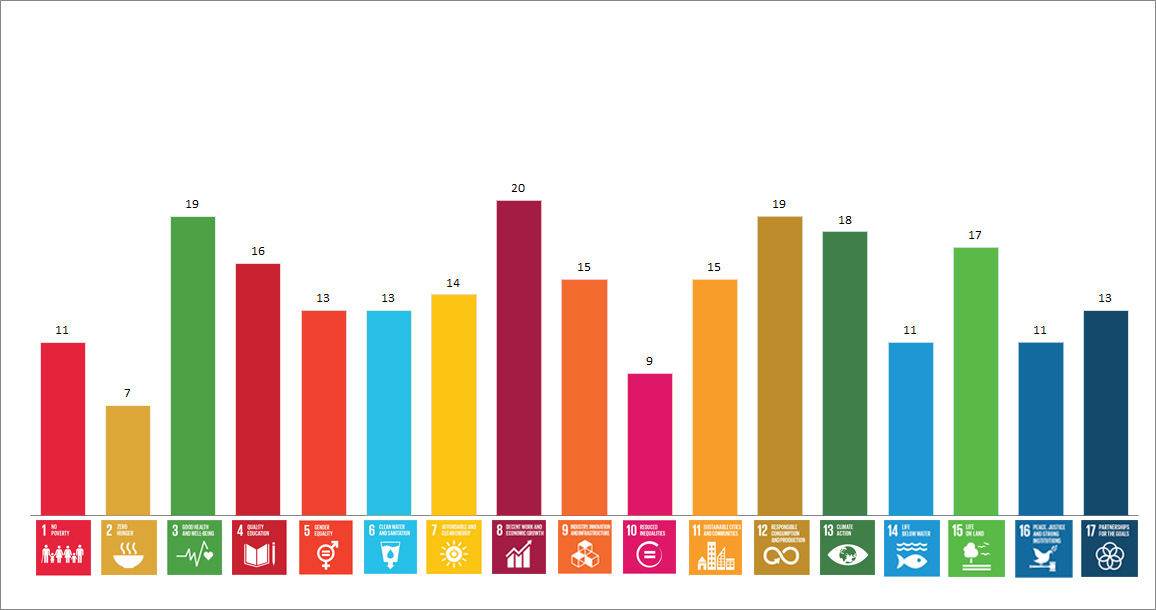 20
19
19
18
17
16
15
15
14
13
13
13
11
11
11
9
7
1 NO
POVERTY
2 ZERO
HUNGER
3 GOOD HEALTH
AND WELL-BEING
4 QUALITY
EDUCATION
5 GENDER
EQUALITY
6 CLEAN WATER
AND SANITATION
7 AFFORDABLE AND
CLEAN ENERGY
8 DECENT WORK AND
ECONOMIC GROWTH
9 INDUSTRY, INNOVATION
AND INFRASTRUCTURE
10 REDUCED
INEQUALITIES
11 SUSTAINABLE CITIES
AND COMMUNITIES
12 RESPONSIBLE
CONSUMPTION
AND PRODUCTION
13 CLIMATE
ACTION
14 LIFE
BELOW WATER
15 LIFE
ON LAND
16 PEACE, JUSTICE
AND STRONG
INSTITUTIONS
17 PARTNERSHIPS
FOR THE GOALS